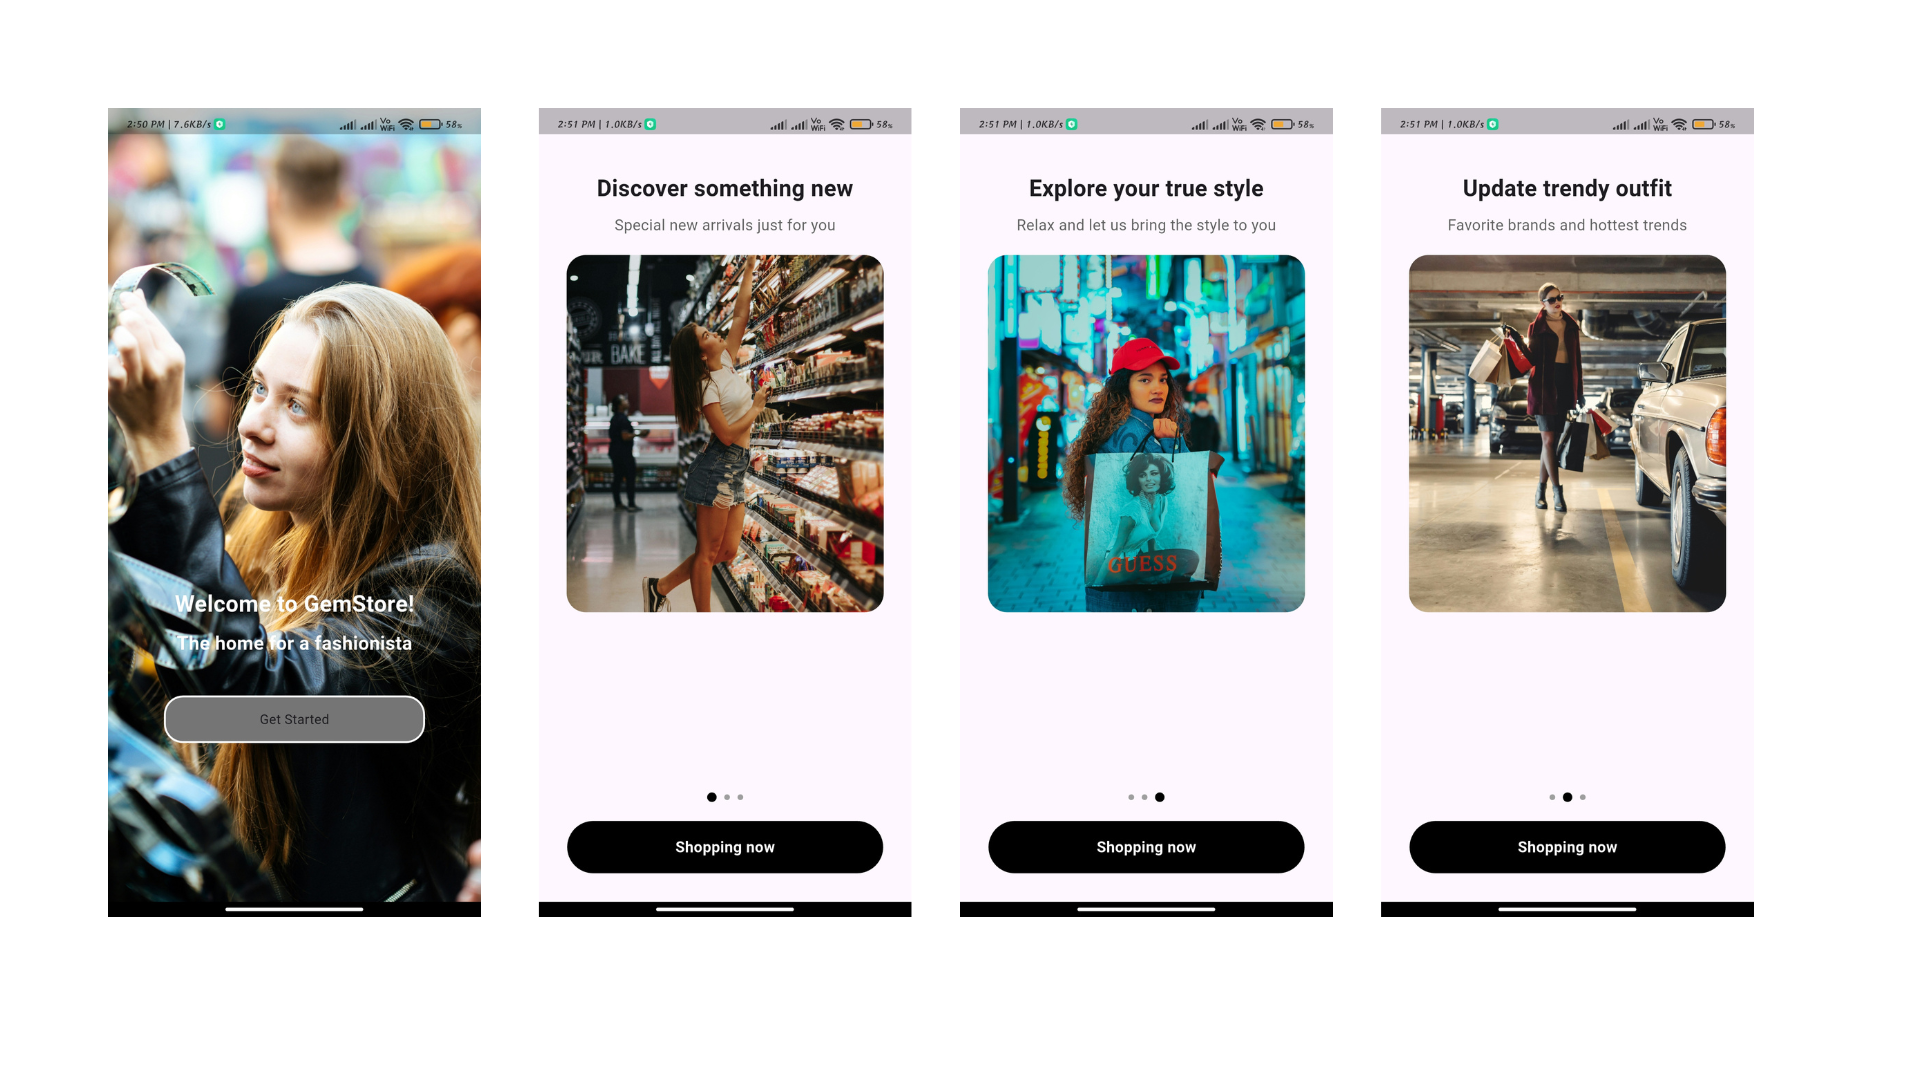 2:50 PM | 7.6KB/s
Vo
WiFi
58%
Welcome to GemStore!
The home for a fashionista
Get Started
2:51 PM | 1.0KB/s
Vo
WiFi
58%
Discover something new
Special new arrivals just for you
BAKE
Shopping now
2:51 PM | 1.0KB/s
Vo
WiFi
58%
Explore your true style
Relax and let us bring the style to you
GUESS
Shopping now
2:51 PM | 1.0KB/s
Vo
WiFi
58%
Update trendy outfit
Favorite brands and hottest trends
Shopping now